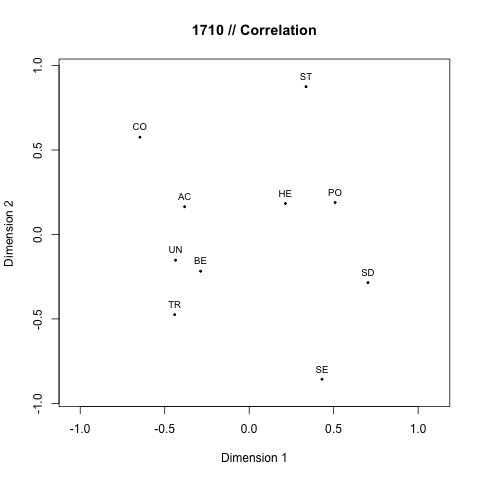 1710 // Correlation
1.0
ST
CO
0.5
AC
HE
PO
Dimension 2
0.0
UN
BE
SD
TR
-0.5
SE
-1.0
-1.0 -0.5 0.0 0.5 1.0
Dimension 1